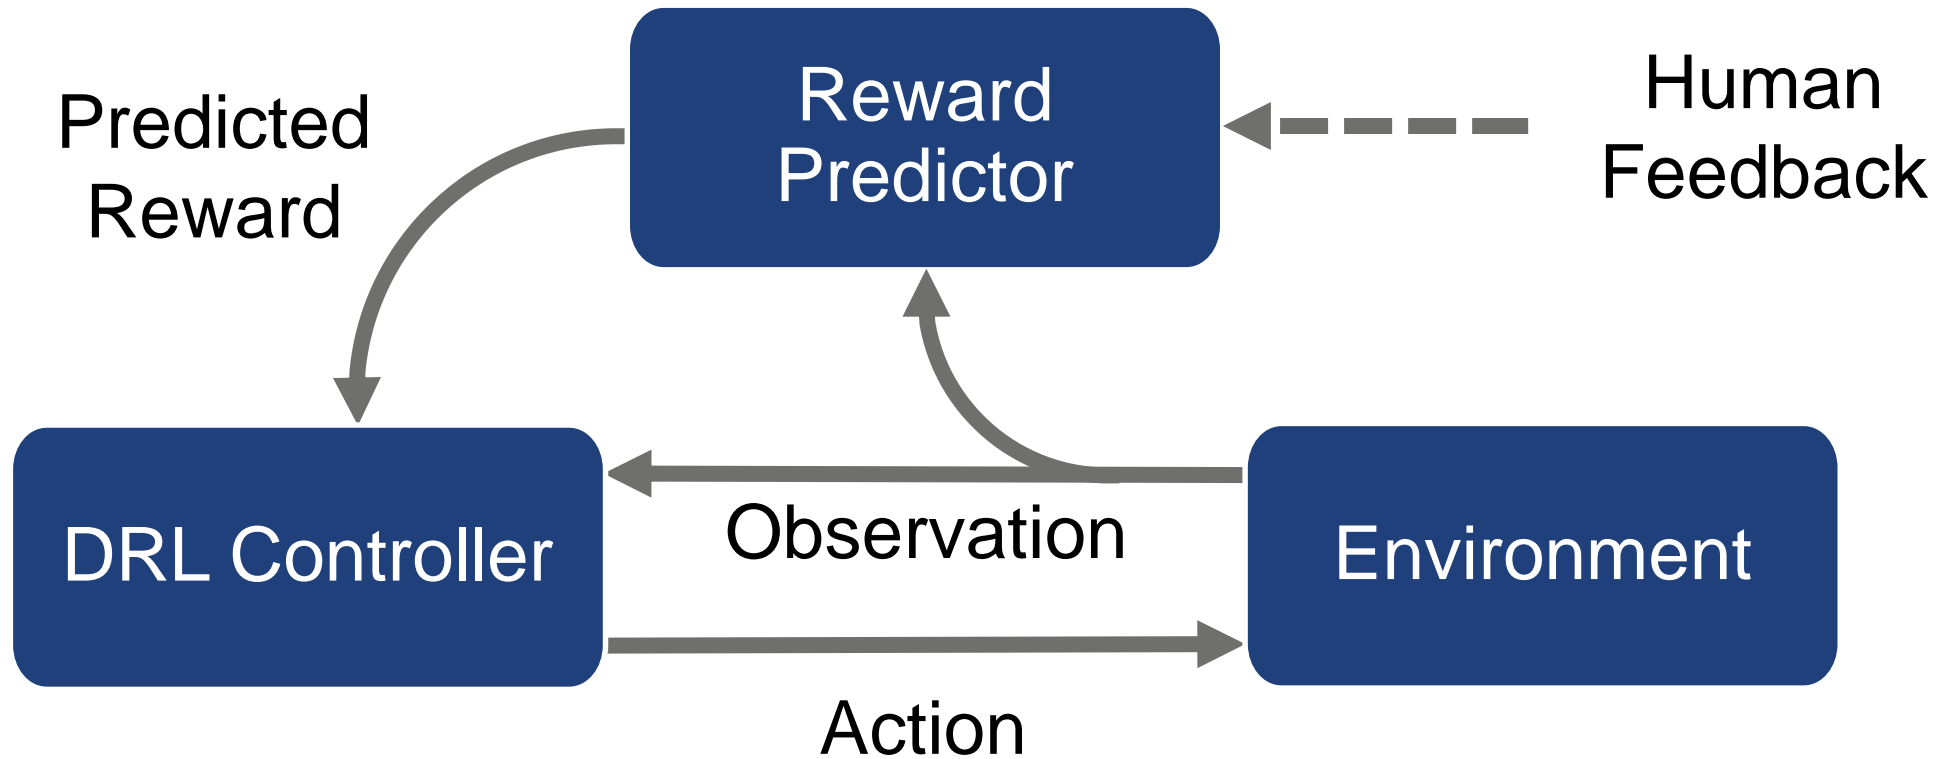 Predicted
Reward
Reward
Predictor
Human
Feedback
DRL Controller
Observation
Environment
Action